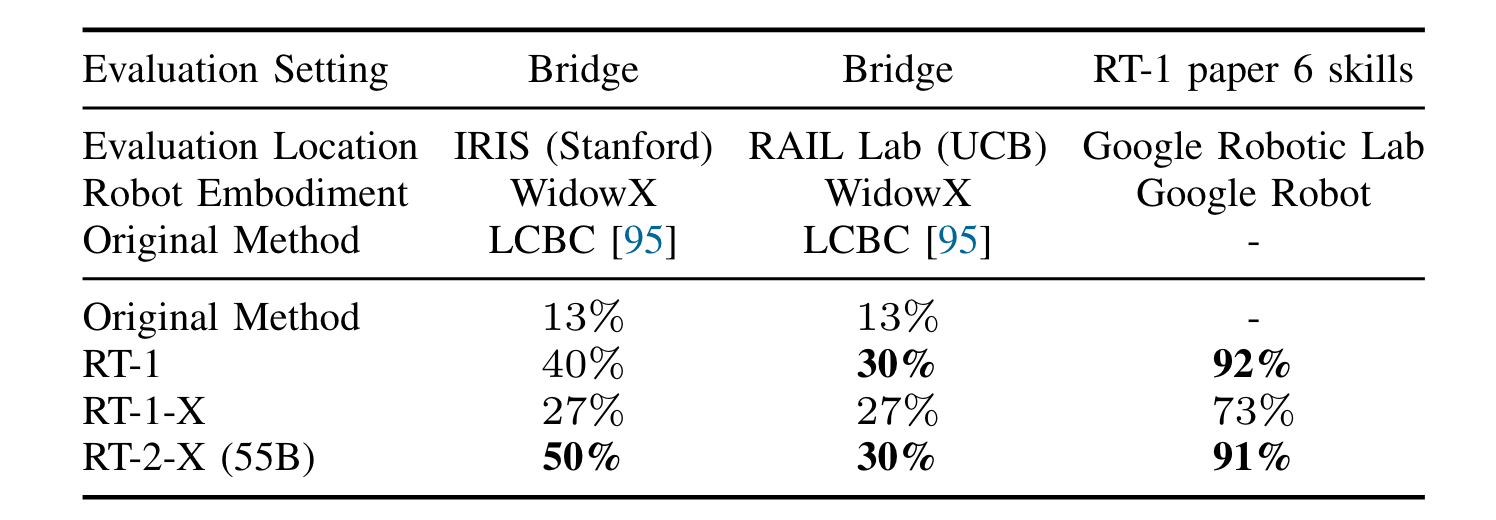 Evaluation Setting Bridge Bridge RT-1 paper 6 skills
Evaluation Location IRIS (Stanford) RAIL Lab (UCB) Google Robotic Lab
Robot Embodiment WidowX WidowX Google Robot
Original Method LCBC [95] LCBC [95] -
Original Method 13% 13% -
RT-1 40% 30% 92%
RT-1-X 27% 27% 73%
RT-2-X (55B) 50% 30% 91%